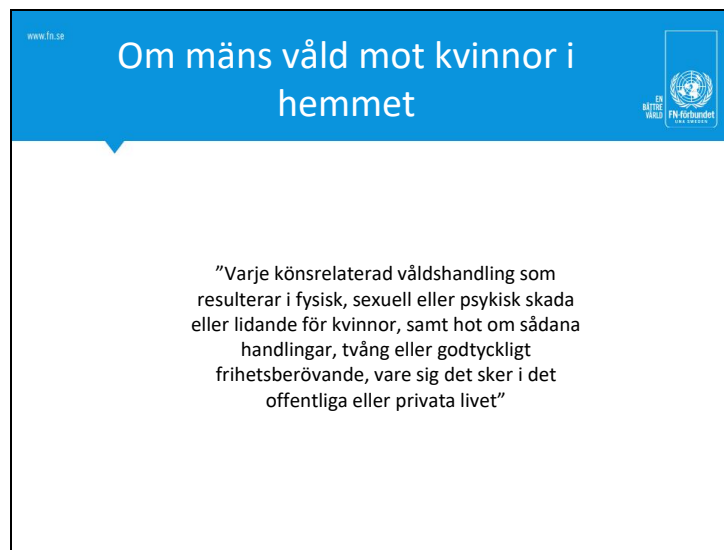 www.fn.se
Om mäns våld mot kvinnor i
hemmet
EN
BÄTTRE
VÄRLD
FN-förbundet
UNA SWEDEN
”Varje könsrelaterad våldshandling som
resulterar i fysisk, sexuell eller psykisk skada
eller lidande för kvinnor, samt hot om sådana
handlingar, tvång eller godtyckligt
frihetsberövande, vare sig det sker i det
offentliga eller privata livet”